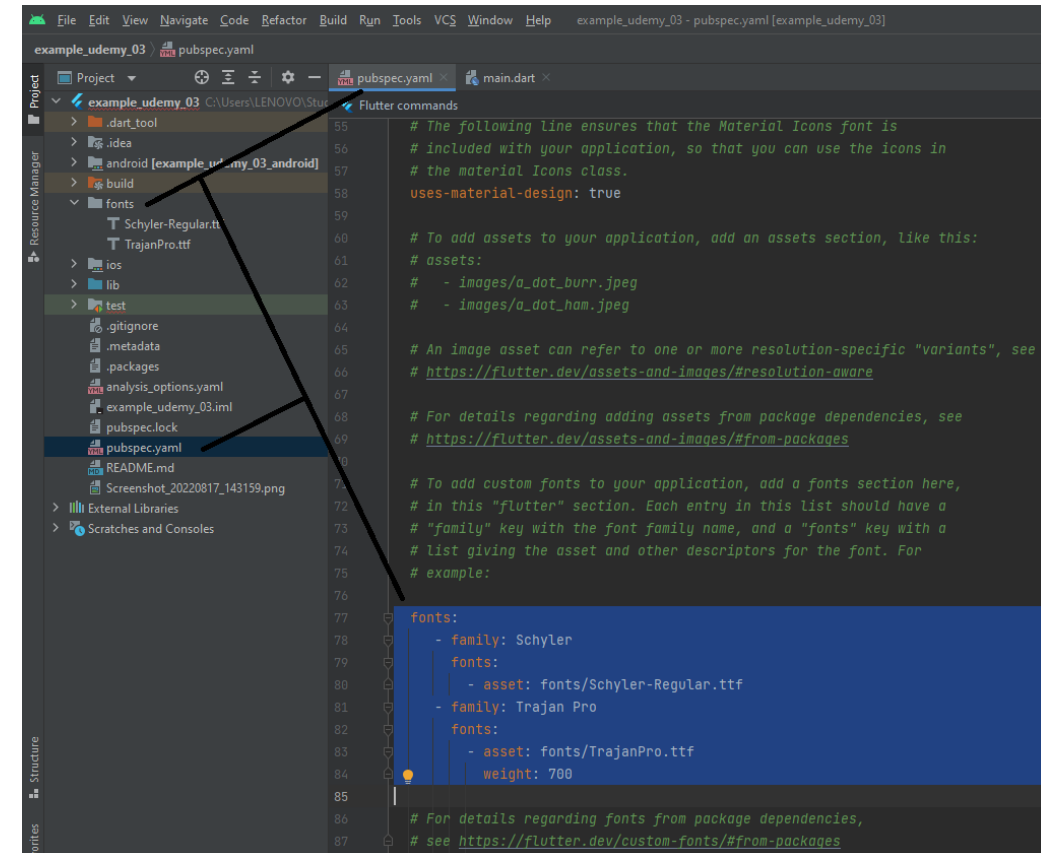 File Edit View Navigate Code Refactor Build Run Tools VCS Window Help example_udemy_03 - pubspec.yaml [example_udemy_03]
example_udemy_03 pubspec.yaml
Project
pubspec.yaml
main.dart
Project
Resource Manager
Structure
example_udemy_03 C:\Users\LENOVO\Stu
.dart_tool
.idea
android [example_udemy_03_android]
build
fonts
Schyler-Regular.tt
TrajanPro.ttf
ios
lib
test
.gitignore
.metadata
.packages
analysis_options.yaml
example_udemy_03.iml
pubspec.lock
pubspec.yaml
README.md
Screenshot_20220817_143159.png
External Libraries
Scratches and Consoles
Flutter commands
55 # The following line ensures that the Material Icons font is
56 # included with your application, so that you can use the icons in
57 # the material Icons class.
58 uses-material-design: true
59
60 # To add assets to your application, add an assets section, like this:
61 # assets:
62 #   - images/a_dot_burr.jpeg
63 #   - images/a_dot_ham.jpeg
64
65 # An image asset can refer to one or more resolution-specific "variants", see
66 # https://flutter.dev/assets-and-images/#resolution-aware
67
68 # For details regarding adding assets from package dependencies, see
69 # https://flutter.dev/assets-and-images/#from-packages
70
71 # To add custom fonts to your application, add a fonts section here,
72 # in this "flutter" section. Each entry in this list should have a
73 # "family" key with the font family name, and a "fonts" key with a
74 # list giving the asset and other descriptors for the font. For
75 # example:
76
77 fonts:
78 - family: Schyler
79 fonts:
80 - asset: fonts/Schyler-Regular.ttf
81 - family: Trajan Pro
82 fonts:
83 - asset: fonts/TrajanPro.ttf
84 weight: 700
85
86 # For details regarding fonts from package dependencies,
87 # see https://flutter.dev/custom-fonts/#from-packages